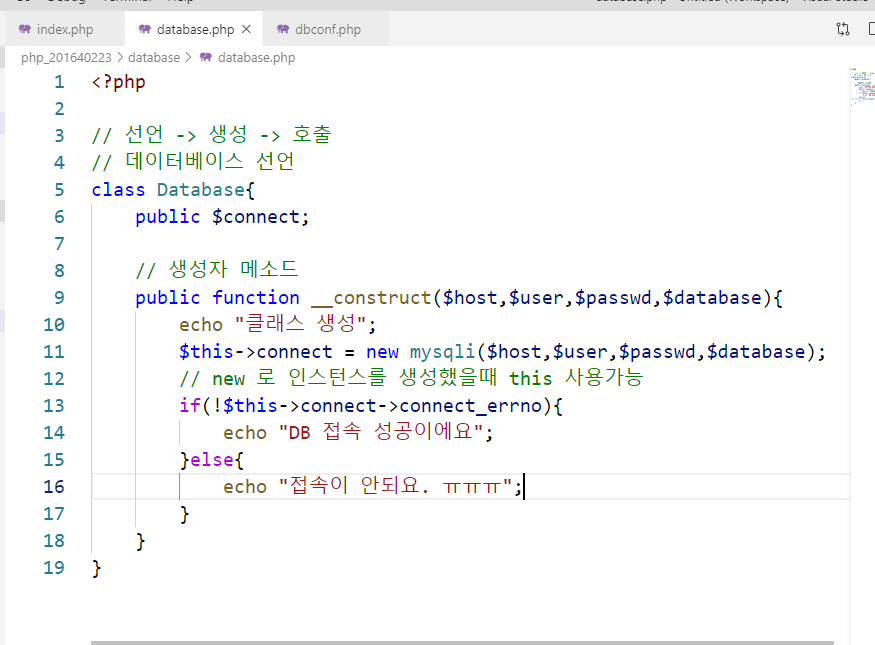 index.php database.php dbconf.php
php_201640223 > database > database.php
1 <?php
2
3 // 선언 -> 생성 -> 호출
4 // 데이터베이스 선언
5 class Database{
6 public $connect;
7
8 // 생성자 메소드
9 public function __construct($host,$user,$passwd,$database){
10 echo "클래스 생성";
11 $this->connect = new mysqli($host,$user,$passwd,$database);
12 // new 로 인스턴스를 생성했을때 this 사용가능
13 if(!$this->connect->connect_errno){
14 echo "DB 접속 성공이에요";
15 }else{
16 echo "접속이 안되요. ㅠㅠㅠ";
17 }
18 }
19 }